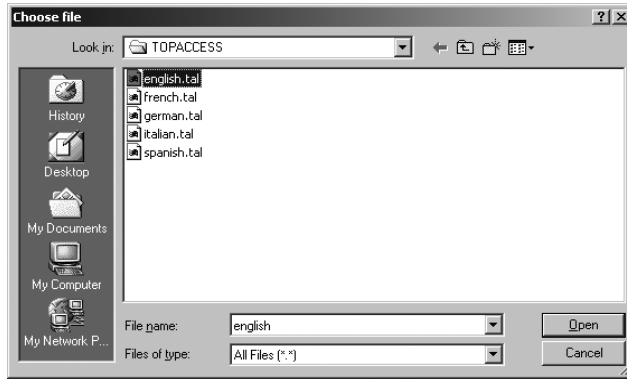 Choose file
Look in: TOPACCESS
History
Desktop
My Documents
My Computer
My Network P...
english.tal
french.tal
german.tal
italian.tal
spanish.tal
File name: english Open
Files of type: All Files (*.*) Cancel